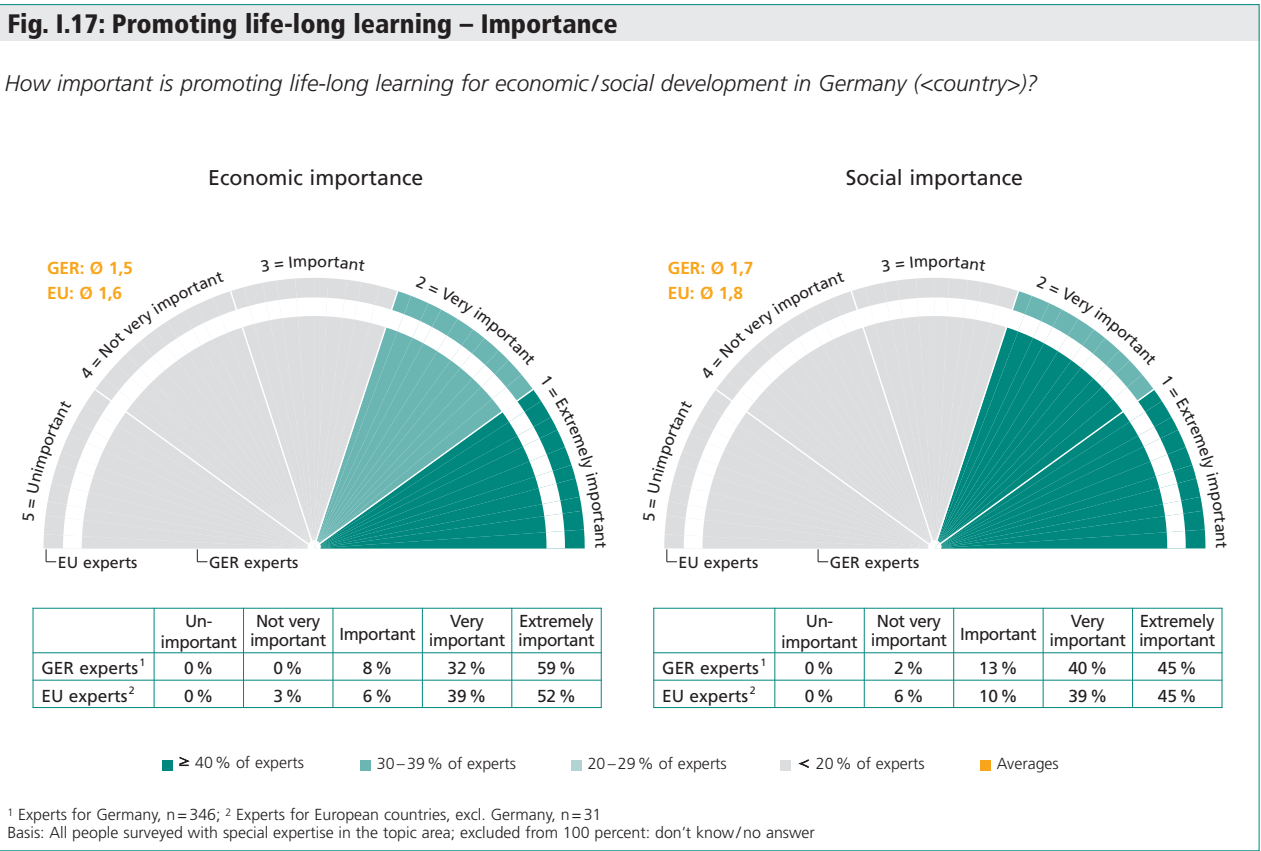 Fig. I.17: Promoting life-long learning – Importance
How important is promoting life-long learning for economic/social development in Germany (<country>)?
Economic importance
GER: Ø 1,5
EU: Ø 1,6
5 = Unimportant
4 = Not very important
3 = Important
2 = Very important
1 = Extremely important
EU experts
GER experts
Un-important Not very important Important Very important Extremely important
GER experts¹ 0 % 0 % 8 % 32 % 59 %
EU experts² 0 % 3 % 6 % 39 % 52 %
Social importance
GER: Ø 1,7
EU: Ø 1,8
5 = Unimportant
4 = Not very important
3 = Important
2 = Very important
1 = Extremely important
EU experts
GER experts
Un-important Not very important Important Very important Extremely important
GER experts¹ 0 % 2 % 13 % 40 % 45 %
EU experts² 0 % 6 % 10 % 39 % 45 %
≥ 40 % of experts
30–39 % of experts
20–29 % of experts
< 20 % of experts
Averages
¹ Experts for Germany, n=346; ² Experts for European countries, excl. Germany, n=31
Basis: All people surveyed with special expertise in the topic area; excluded from 100 percent: don't know/no answer